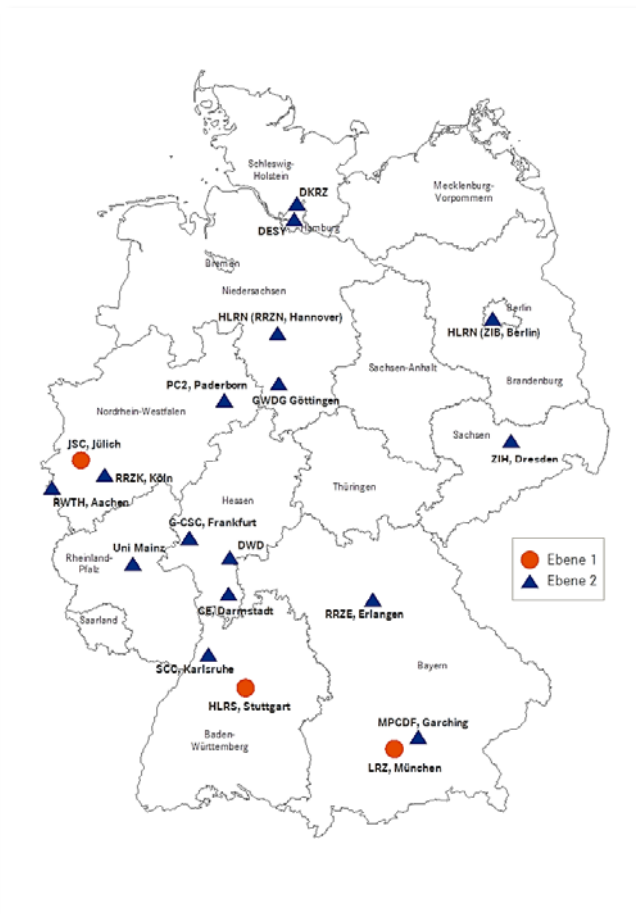 Schleswig-
Holstein
Mecklenburg-
Vorpommern
DKRZ
DESY
Hamburg
Bremen
Niedersachsen
HLRN (RRZN, Hannover)
Berlin
HLRN (ZIB, Berlin)
Sachsen-Anhalt
Brandenburg
PC2, Paderborn
GWDG Göttingen
Nordrhein-Westfalen
Sachsen
JSC, Jülich
ZIH, Dresden
RRZK, Köln
RWTH, Aachen
Thüringen
Hessen
G-CSC, Frankfurt
Uni Mainz
DWD
Rheinland-
Pfalz
Ebene 1
Ebene 2
CE, Darmstadt
RRZE, Erlangen
Saarland
SCC, Karlsruhe
Bayern
HLRS, Stuttgart
MPCDF, Garching
Baden-
Württemberg
LRZ, München